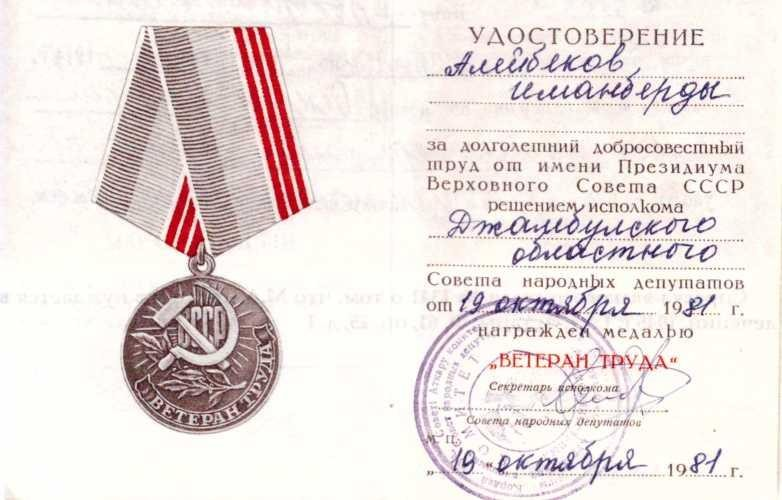 СССР
ВЕТЕРАН ТРУДА
УДОСТОВЕРЕНИЕ
Алейбеков
Иманберды
за долголетний добросовестный
труд от имени Президиума
Верховного Совета СССР
решением исполкома
Джамбулского
областного
Совета народных депутатов
от 19 октября 1981 г.
награжден медалью
„ВЕТЕРАН ТРУДА“
Секретарь исполкома
Совета народных депутатов
М. П.
„19“ октября 1981 г.